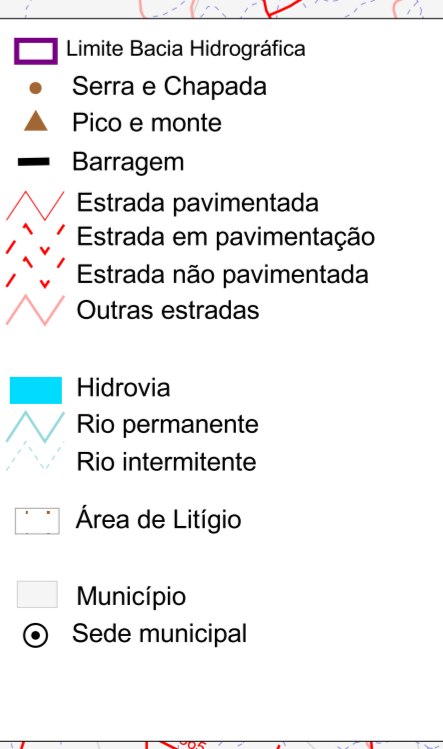 Limite Bacia Hidrográfica
Serra e Chapada
Pico e monte
Barragem
Estrada pavimentada
Estrada em pavimentação
Estrada não pavimentada
Outras estradas
Hidrovia
Rio permanente
Rio intermitente
Área de Litígio
Município
Sede municipal